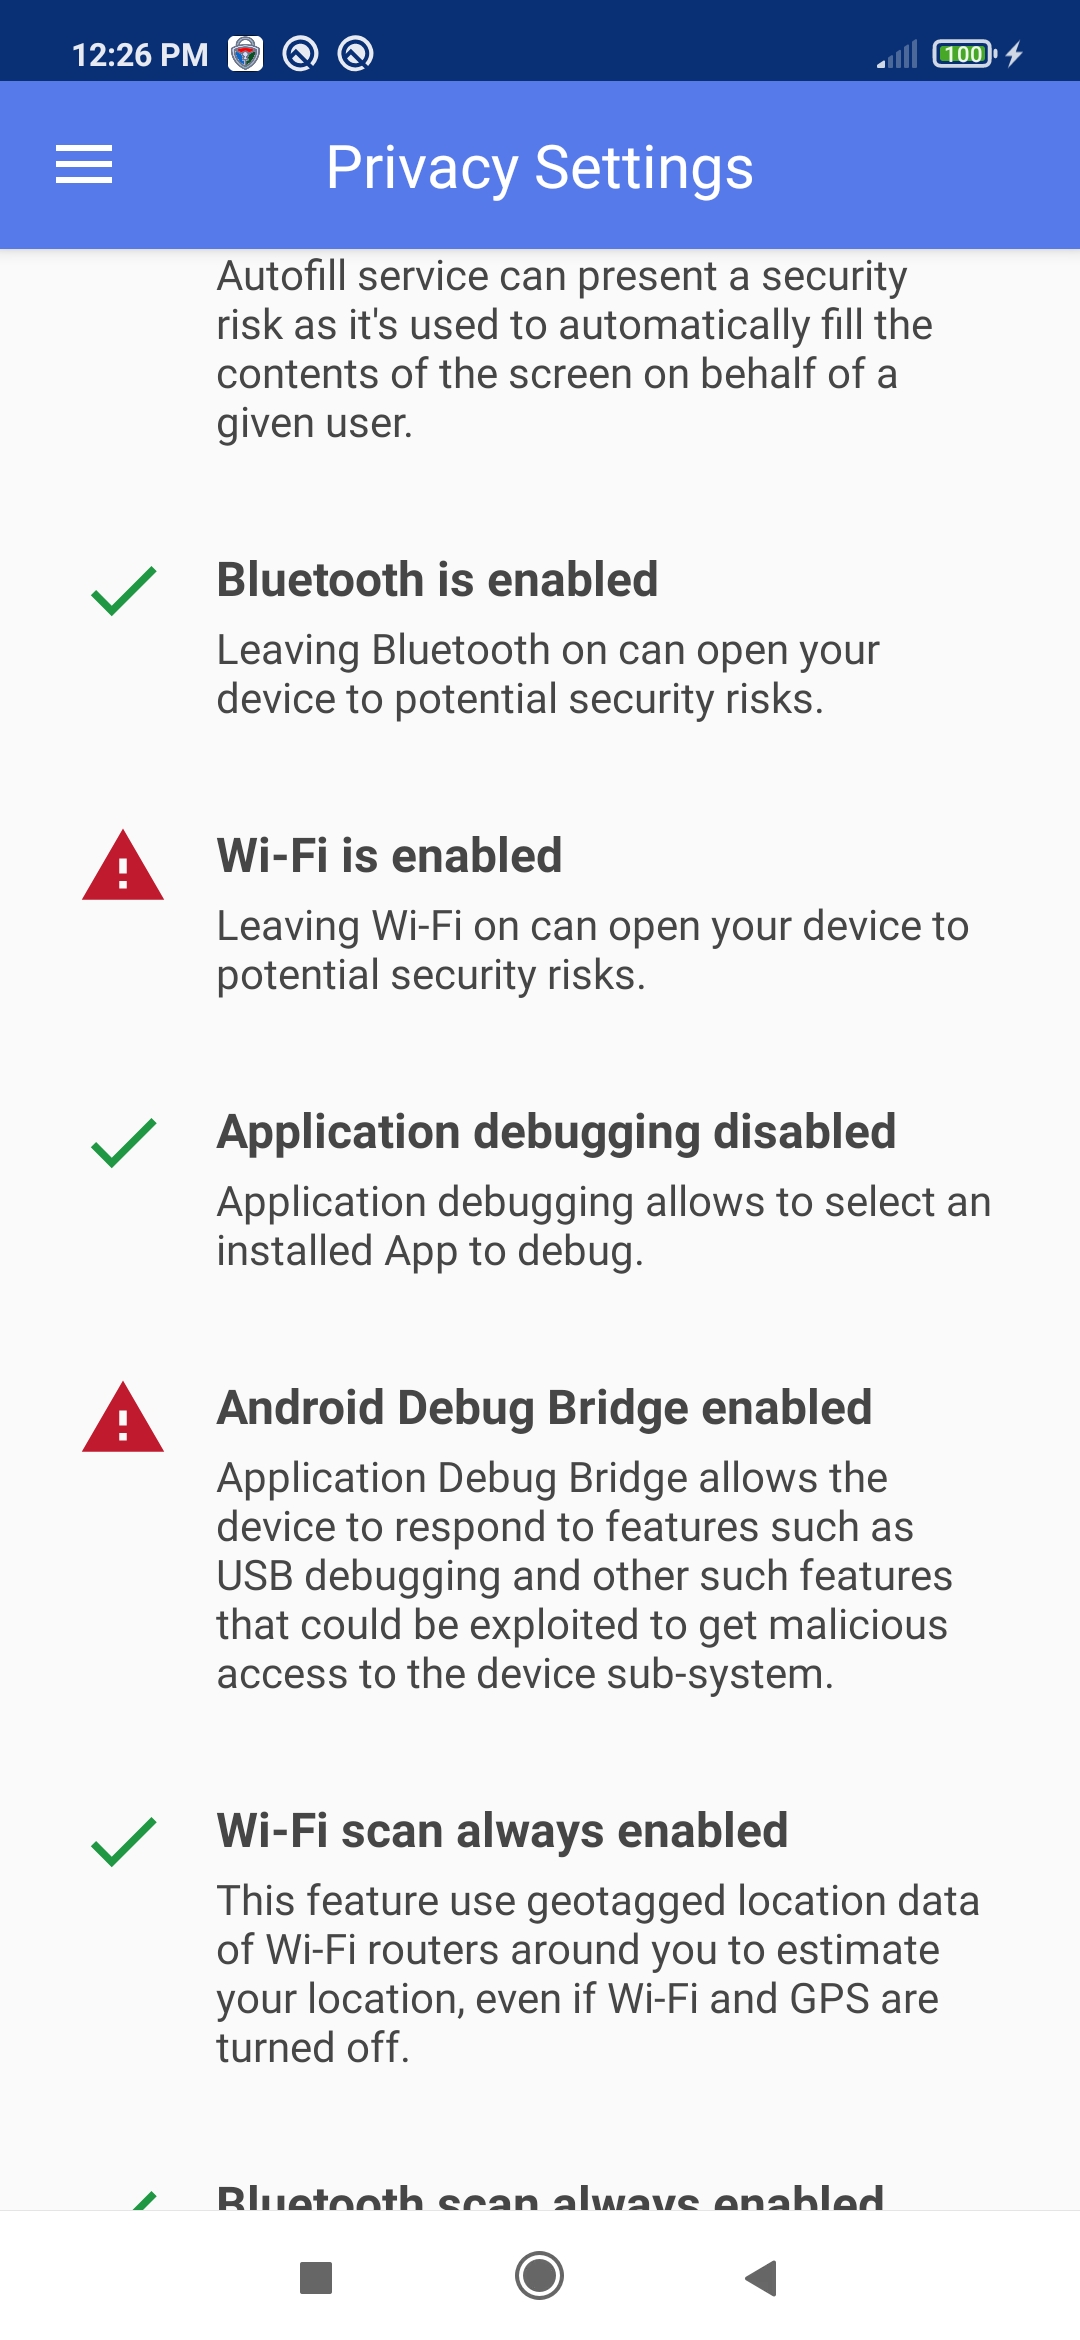 12:26 PM
100
Privacy Settings
Autofill service can present a security
risk as it's used to automatically fill the
contents of the screen on behalf of a
given user.
Bluetooth is enabled
Leaving Bluetooth on can open your
device to potential security risks.
Wi-Fi is enabled
Leaving Wi-Fi on can open your device to
potential security risks.
Application debugging disabled
Application debugging allows to select an
installed App to debug.
Android Debug Bridge enabled
Application Debug Bridge allows the
device to respond to features such as
USB debugging and other such features
that could be exploited to get malicious
access to the device sub-system.
Wi-Fi scan always enabled
This feature use geotagged location data
of Wi-Fi routers around you to estimate
your location, even if Wi-Fi and GPS are
turned off.
Bluetooth scan always enabled